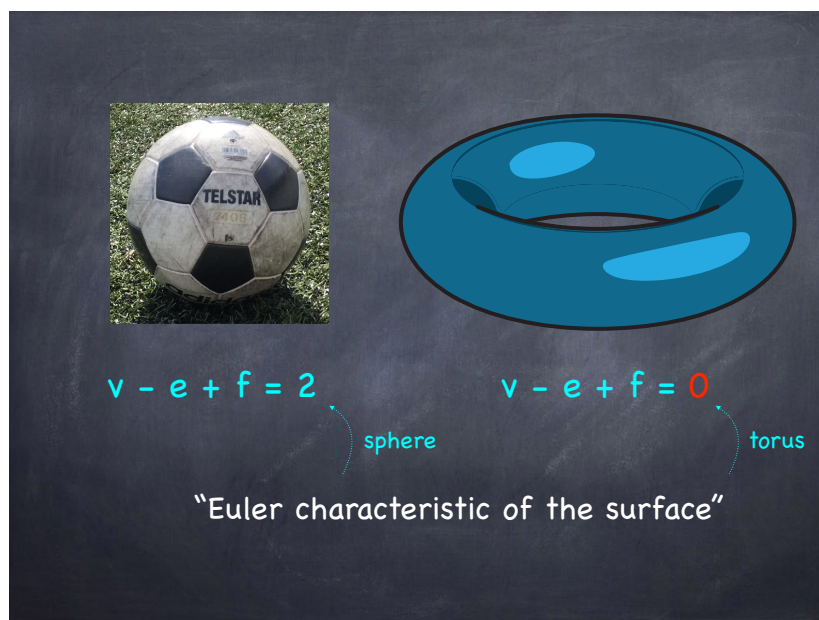 TELSTAR
v - e + f = 2
v - e + f = 0
sphere
torus
"Euler characteristic of the surface"